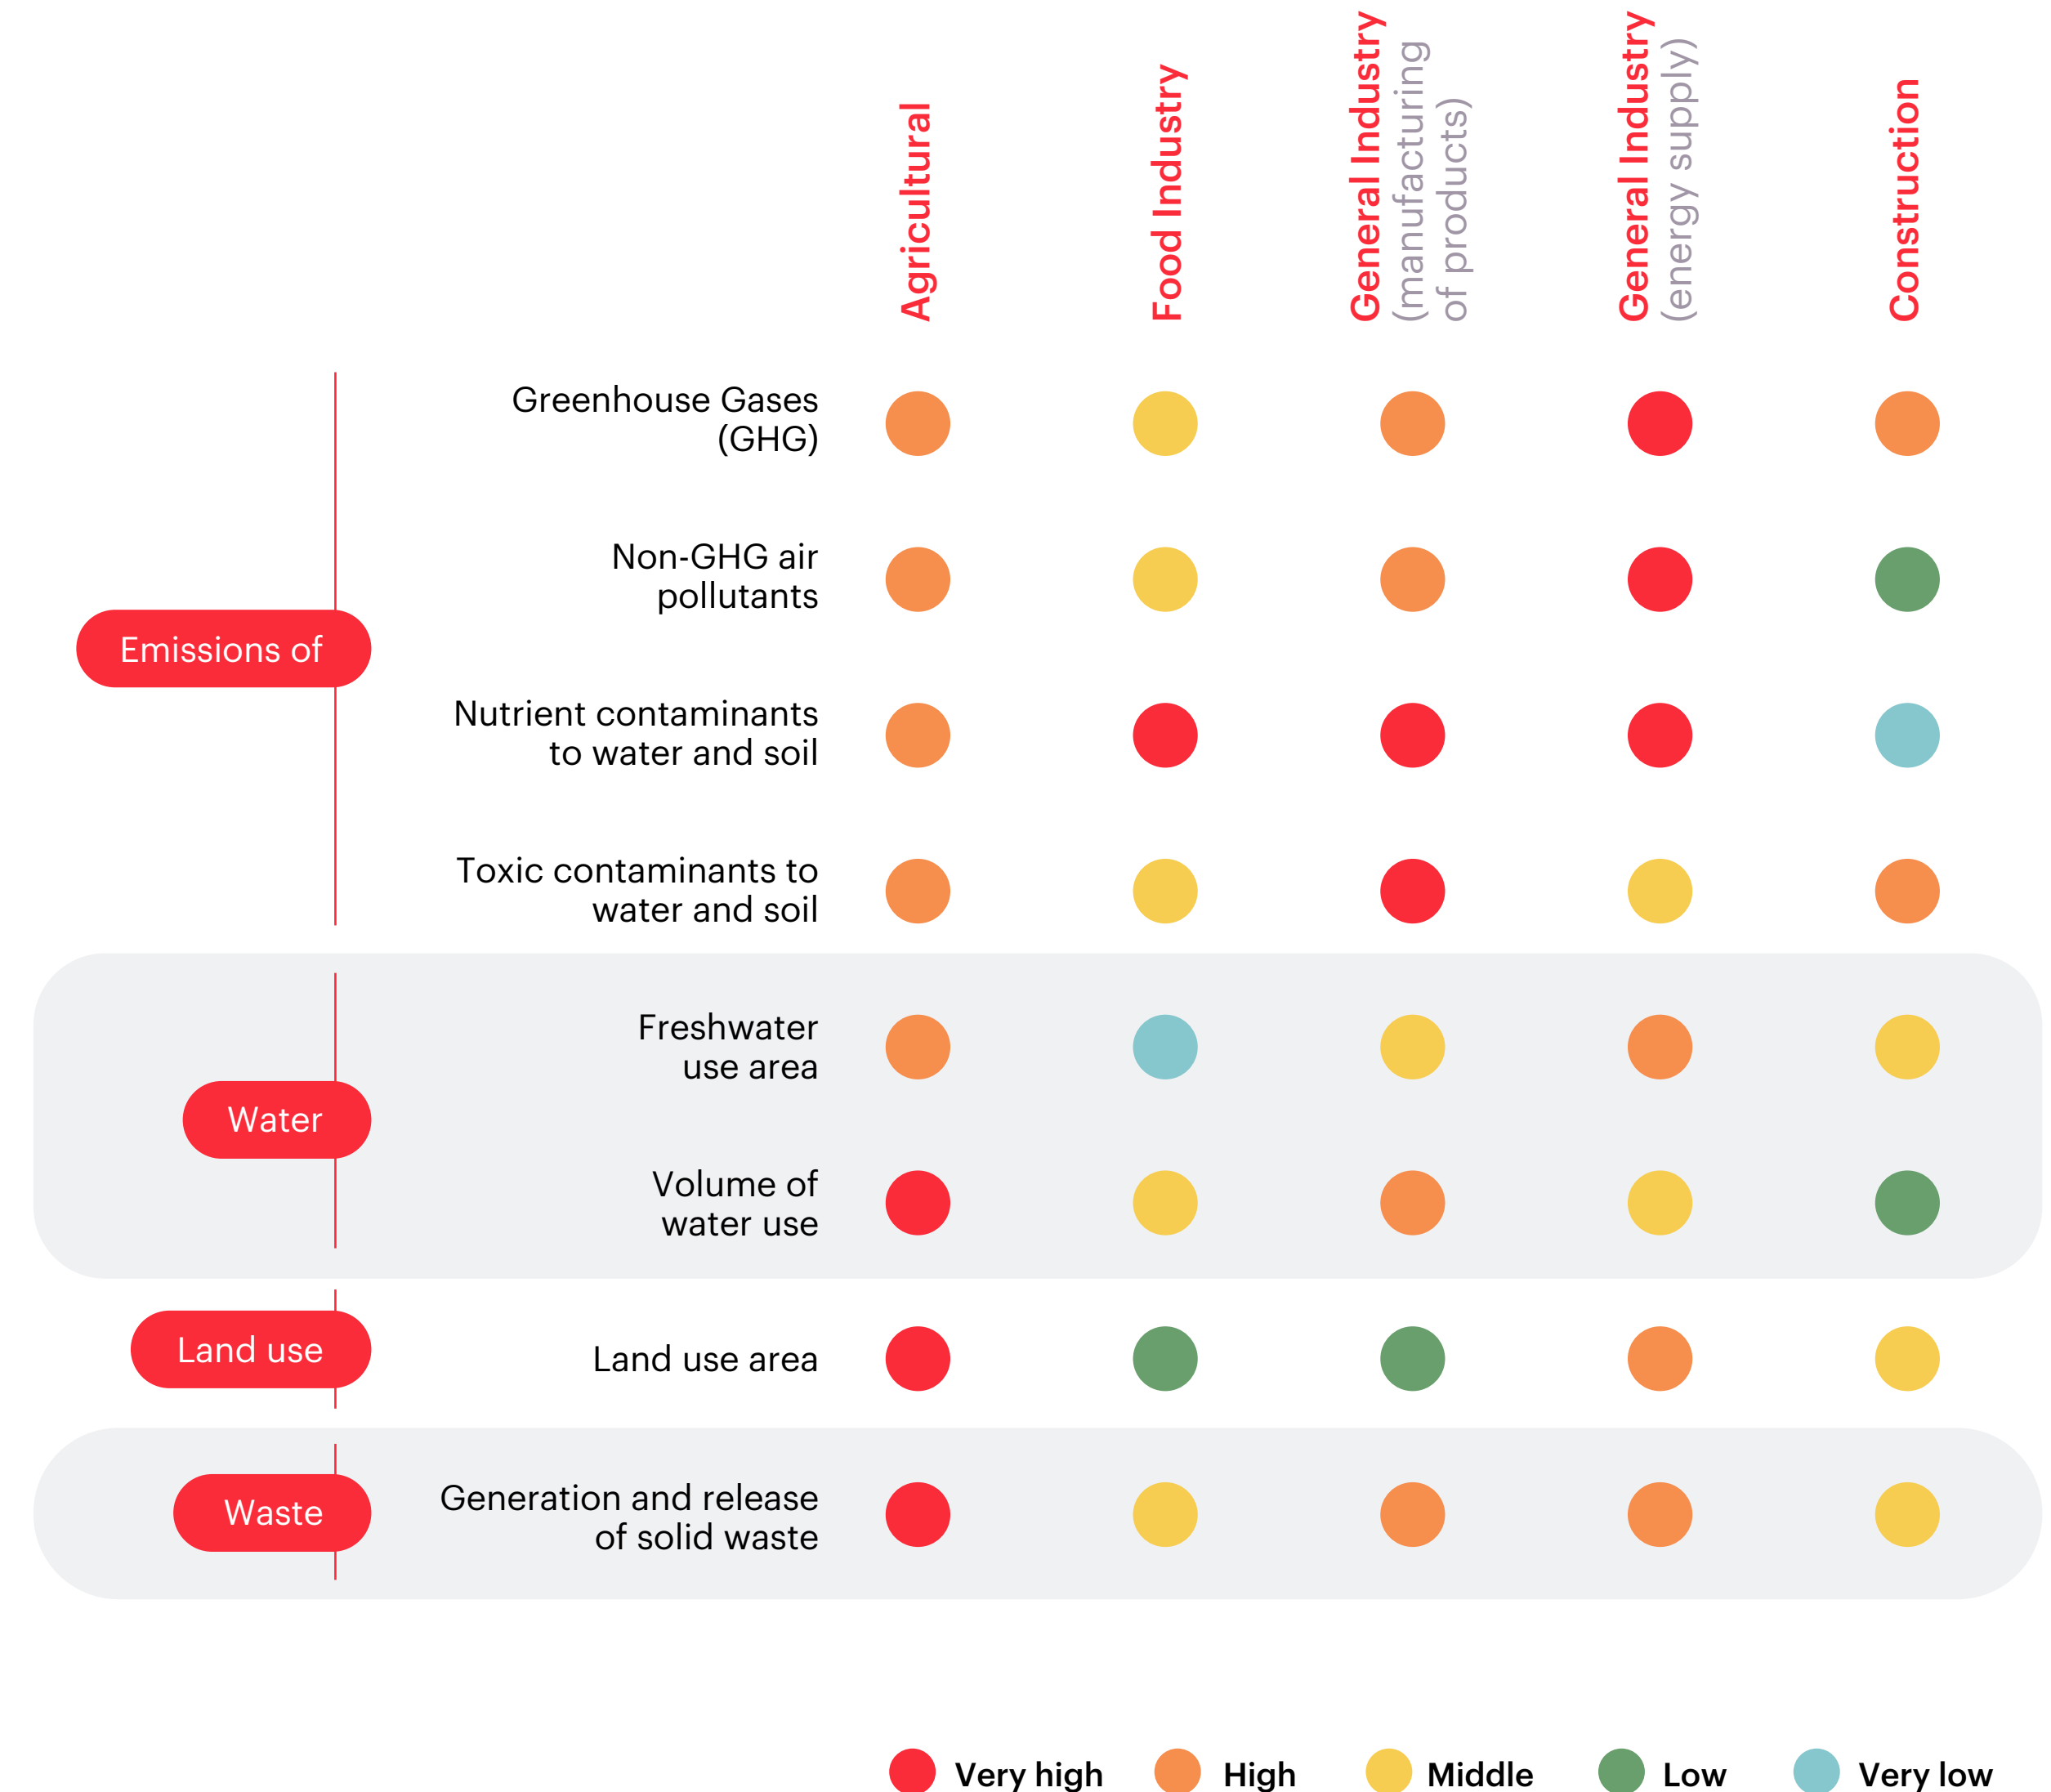 Agricultural
Food Industry
General Industry
(manufacturing
of products)
General Industry
(energy supply)
Construction
Emissions of
Greenhouse Gases
(GHG)
Non-GHG air
pollutants
Nutrient contaminants
to water and soil
Toxic contaminants to
water and soil
Water
Freshwater
use area
Volume of
water use
Land use
Land use area
Waste
Generation and release
of solid waste
Very high
High
Middle
Low
Very low